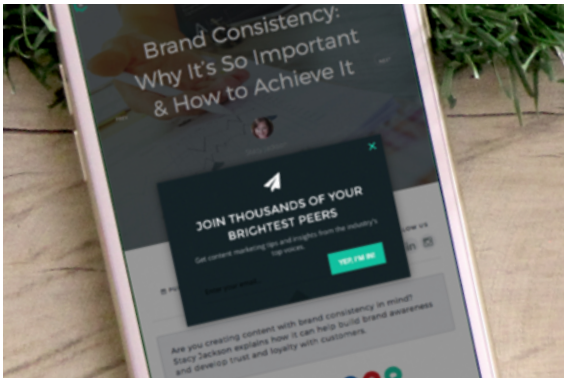 Brand Consistency:
Why It's So Important
& How to Achieve It
JOIN THOUSANDS OF YOUR
BRIGHTEST PEERS
Get content marketing tips and insights from the industry's
top voices.
YEP, I'M IN!
Are you creating content with brand consistency in mind?
Stacy Jackson explains how it can help build brand awareness
and develop trust and loyalty with customers.